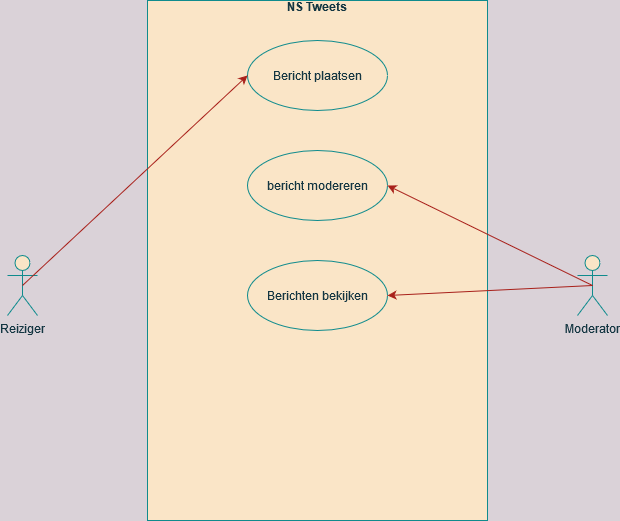 NS Tweets
Bericht plaatsen
bericht modereren
Berichten bekijken
Reiziger
Moderator